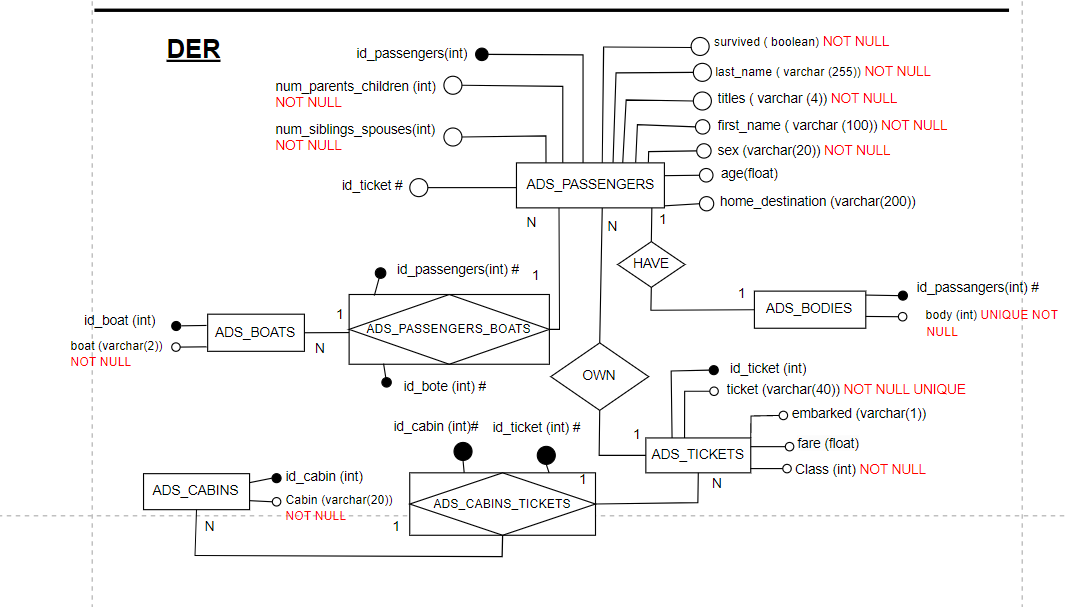 DER
id_passengers(int)
num_parents_children (int)
NOT NULL
num_siblings_spouses(int)
NOT NULL
id_ticket #
survived ( boolean) NOT NULL
last_name ( varchar (255)) NOT NULL
titles ( varchar (4)) NOT NULL
first_name ( varchar (100)) NOT NULL
sex (varchar(20)) NOT NULL
age(float)
home_destination (varchar(200))
ADS_PASSENGERS
N
N
1
HAVE
id_passengers(int) #
1
1
id_passangers(int) #
body (int) UNIQUE NOT
NULL
ADS_BODIES
id_boat (int)
boat (varchar(2))
NOT NULL
ADS_BOATS
1
N
ADS_PASSENGERS_BOATS
id_bote (int) #
OWN
id_ticket (int)
ticket (varchar(40)) NOT NULL UNIQUE
embarked (varchar(1))
fare (float)
Class (int) NOT NULL
1
ADS_TICKETS
N
id_cabin (int)#
id_ticket (int) #
1
ADS_CABINS_TICKETS
1
ADS_CABINS
id_cabin (int)
Cabin (varchar(20))
NOT NULL
N